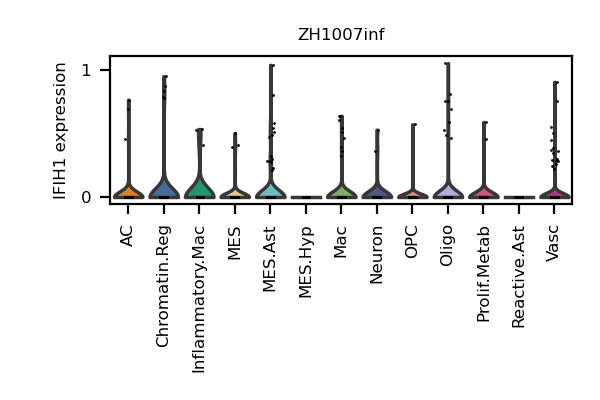 ZH1007inf
IFIH1 expression
1
0
AC
Chromatin.Reg
Inflammatory.Mac
MES
MES.Ast
MES.Hyp
Mac
Neuron
OPC
Oligo
Prolif.Metab
Reactive.Ast
Vasc